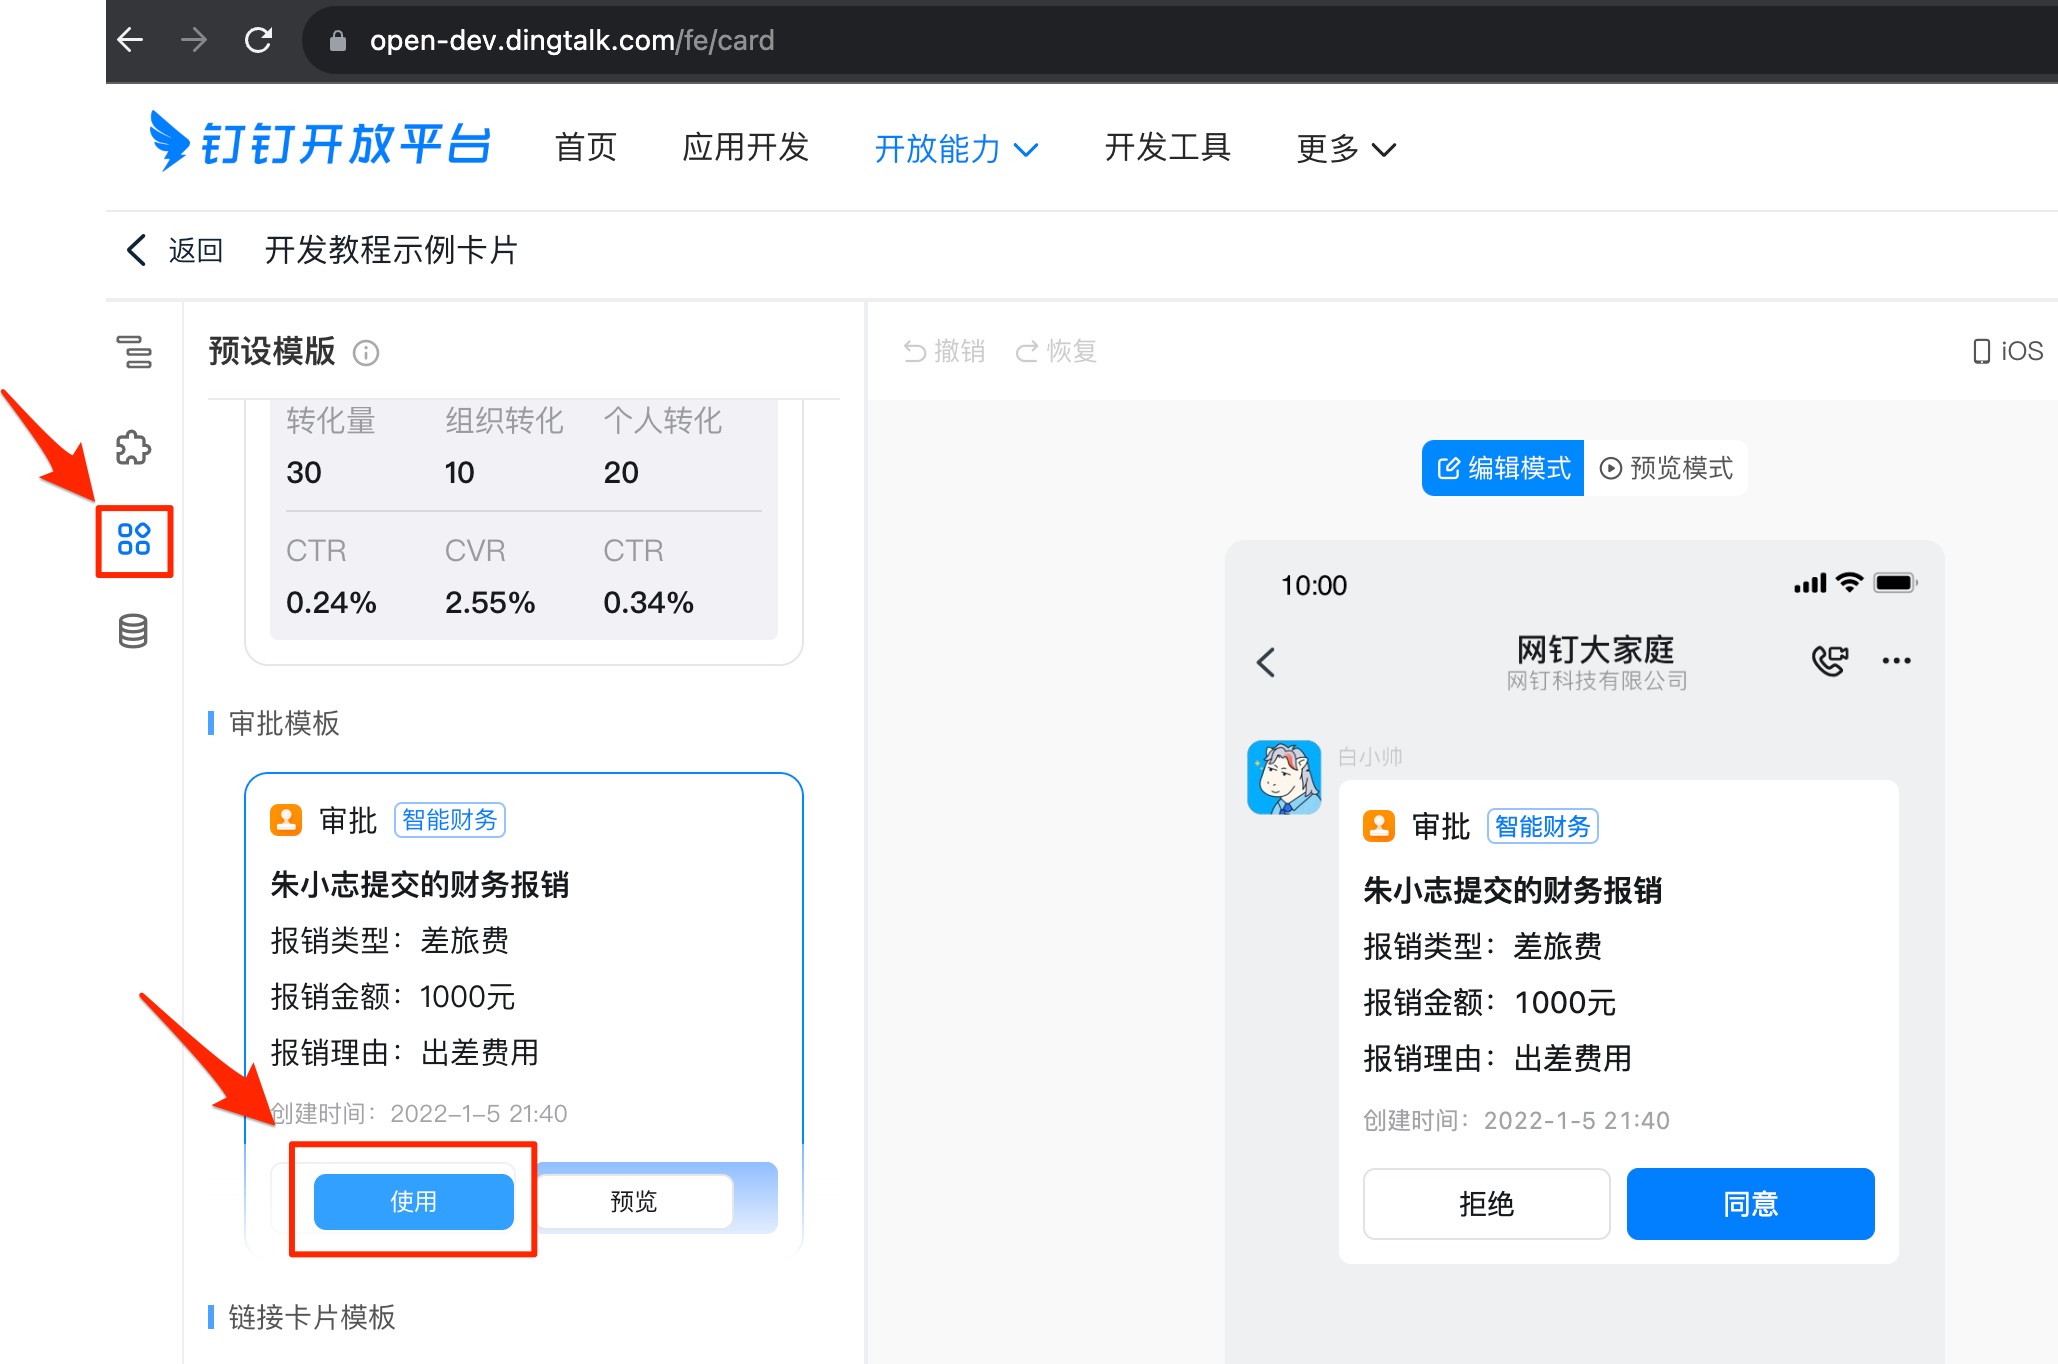 open-dev.dingtalk.com/fe/card
钉钉开放平台 首页 应用开发 开放能力 开发工具 更多
返回 开发教程示例卡片
预设模版
撤销 恢复
iOS
转化量 组织转化 个人转化
30 10 20
CTR CVR CTR
0.24% 2.55% 0.34%
审批模板
审批 智能财务
朱小志提交的财务报销
报销类型：差旅费
报销金额：1000元
报销理由：出差费用
创建时间：2022-1-5 21:40
使用 预览
链接卡片模板
编辑模式 预览模式
10:00
网钉大家庭
网钉科技有限公司
白小帅
审批 智能财务
朱小志提交的财务报销
报销类型：差旅费
报销金额：1000元
报销理由：出差费用
创建时间：2022-1-5 21:40
拒绝 同意